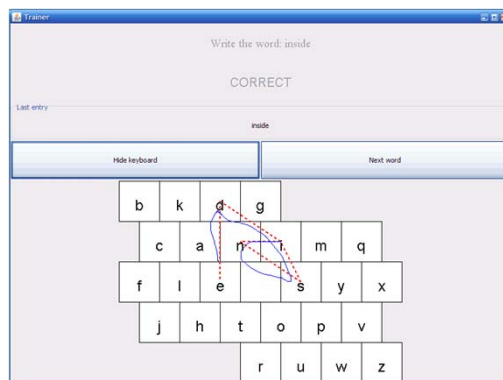 Trainer
Write the word: inside
CORRECT
Last entry
inside
Hide keyboard Next word
b k d g
c a n i m q
f l e s y x
j h t o p v
r u w z